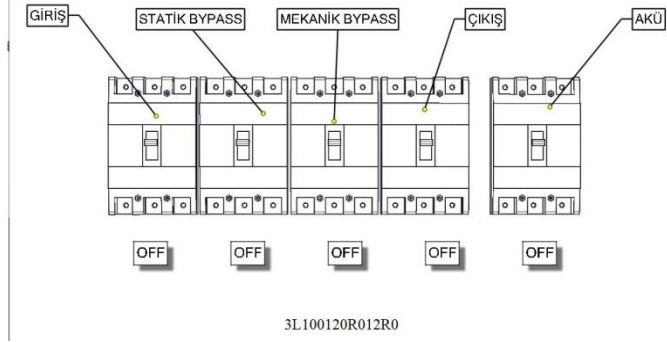 GİRİŞ STATİK BYPASS MEKANİK BYPASS ÇIKIŞ AKÜ
OFF OFF OFF OFF OFF
3L100120R012R0